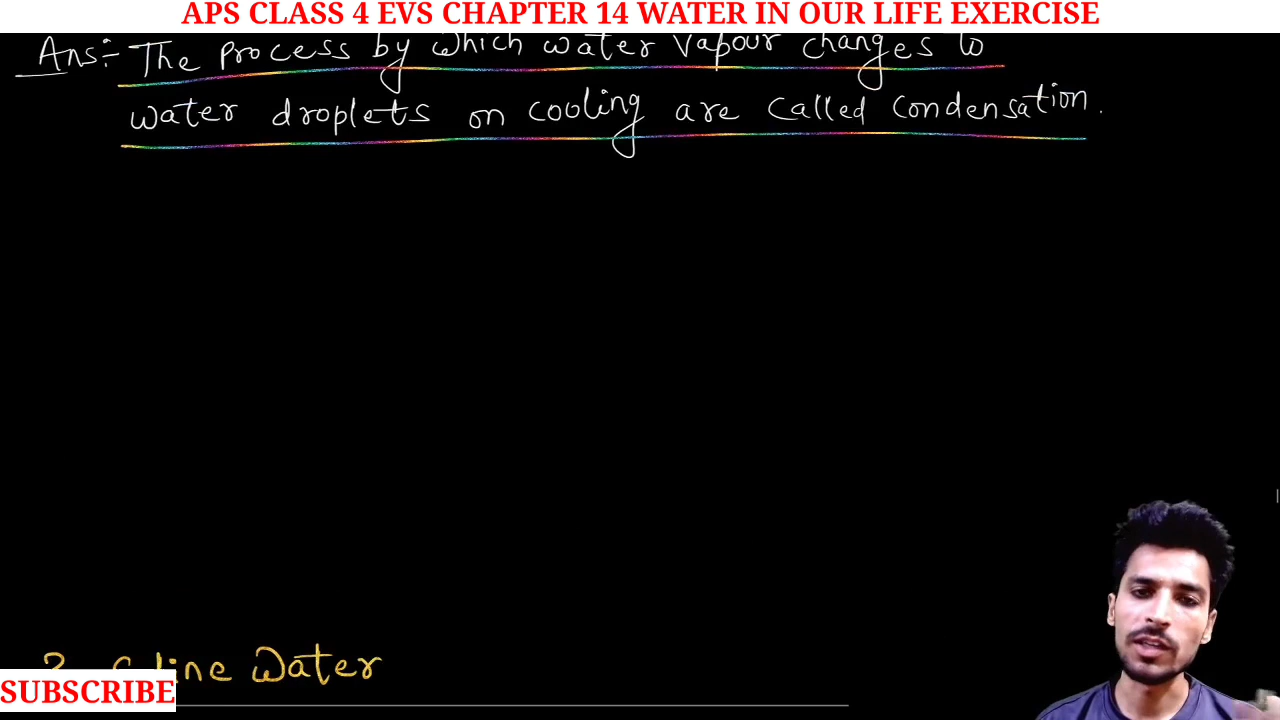 APS CLASS 4 EVS CHAPTER 14 WATER IN OUR LIFE EXERCISE
Ans:- The process by which water vapour changes to
water droplets on cooling are called condensation.
Water
SUBSCRIBE